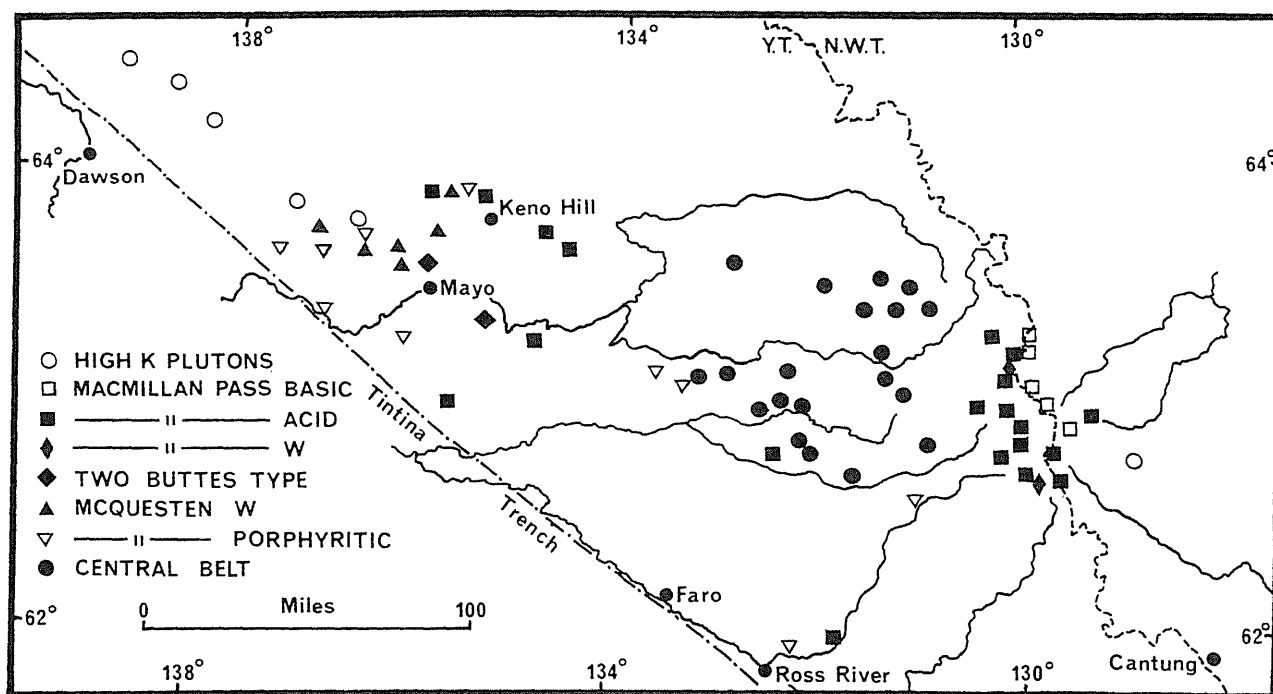 138° 134° 130°
Y.T. N.W.T.
64° 64°
Dawson
Keno Hill
Mayo
HIGH K PLUTONS
MACMILLAN PASS BASIC
" ACID
" W
TWO BUTTES TYPE
MCQUESTEN W
" PORPHYRITIC
CENTRAL BELT
Tintina
Trench
0 Miles 100
Faro
62° 62°
Ross River
Cantung
138° 134° 130°